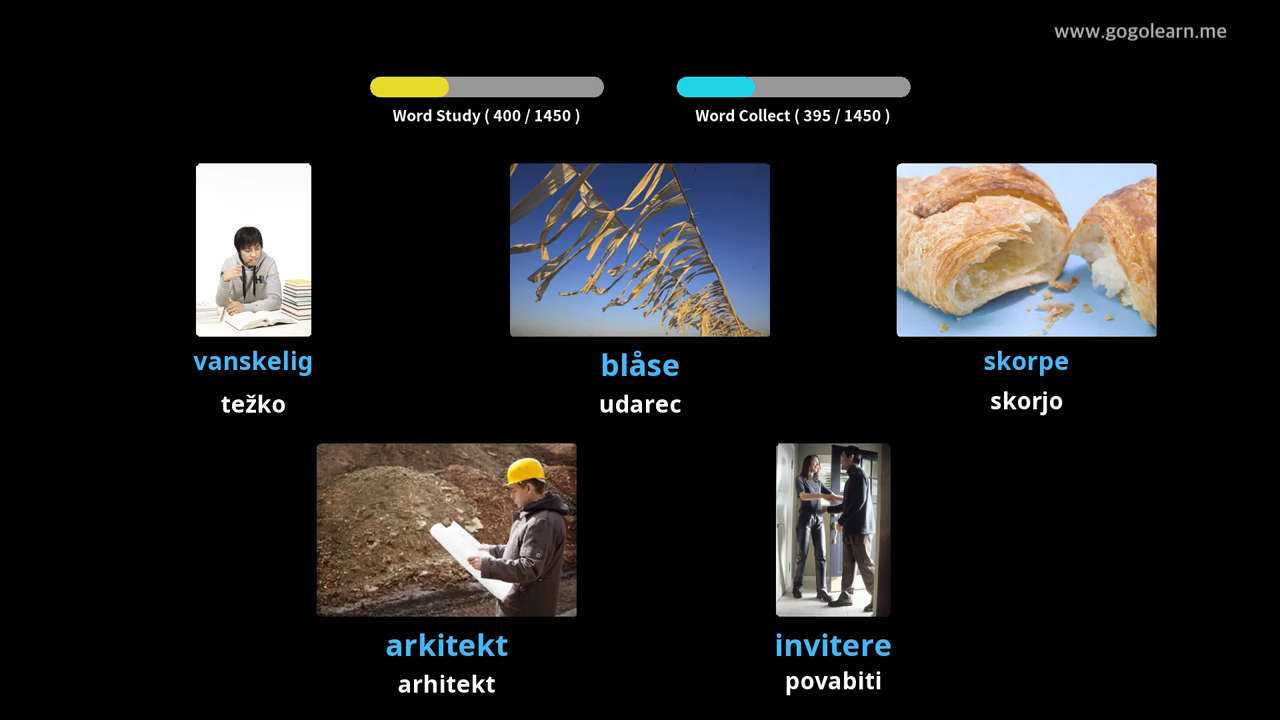 www.gogolearn.me
Word Study ( 400 / 1450 )
Word Collect ( 395 / 1450 )
vanskelig
težko
blåse
udarec
skorpe
skorjo
arkitekt
arhitekt
invitere
povabiti